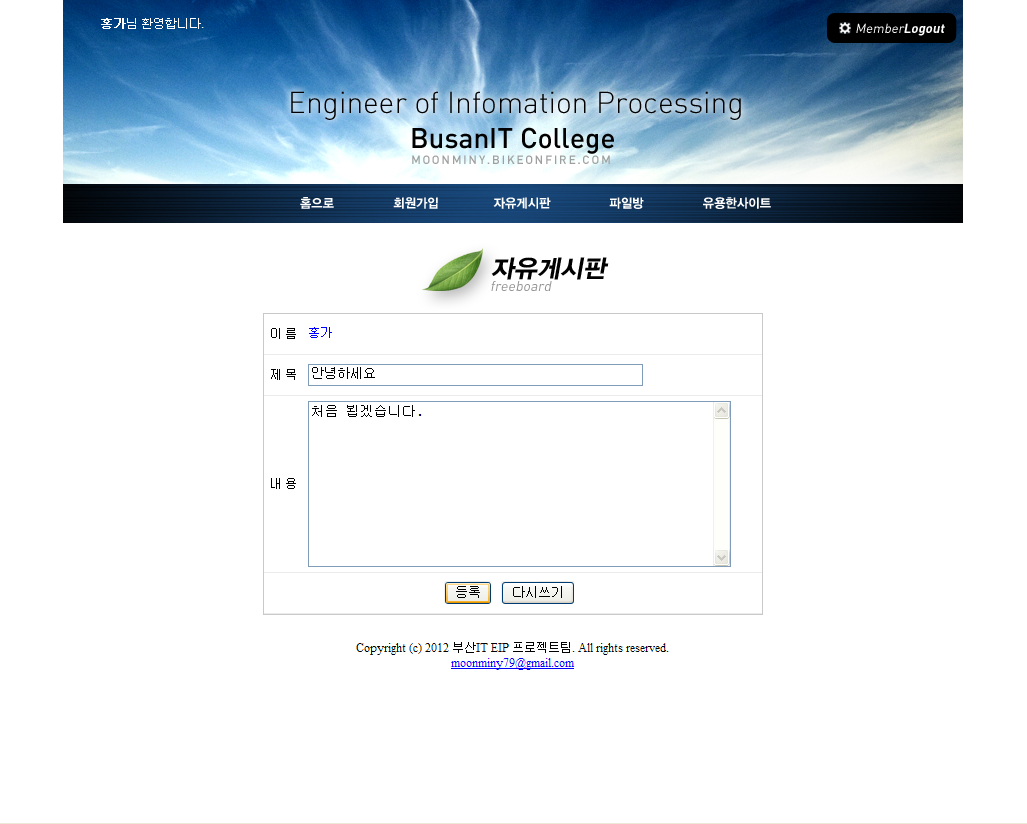 홍가님 환영합니다.
MemberLogout
Engineer of Infomation Processing
BusanIT College
MOONMINY.BIKEONFIRE.COM
홈으로 회원가입 자유게시판 파일방 유용한사이트
자유게시판
freeboard
이 름 홍가
제 목 안녕하세요
처음 뵙겠습니다.
내 용
등록 다시쓰기
Copyright (c) 2012 부산IT EIP 프로젝트팀. All rights reserved.
moonminy79@gmail.com